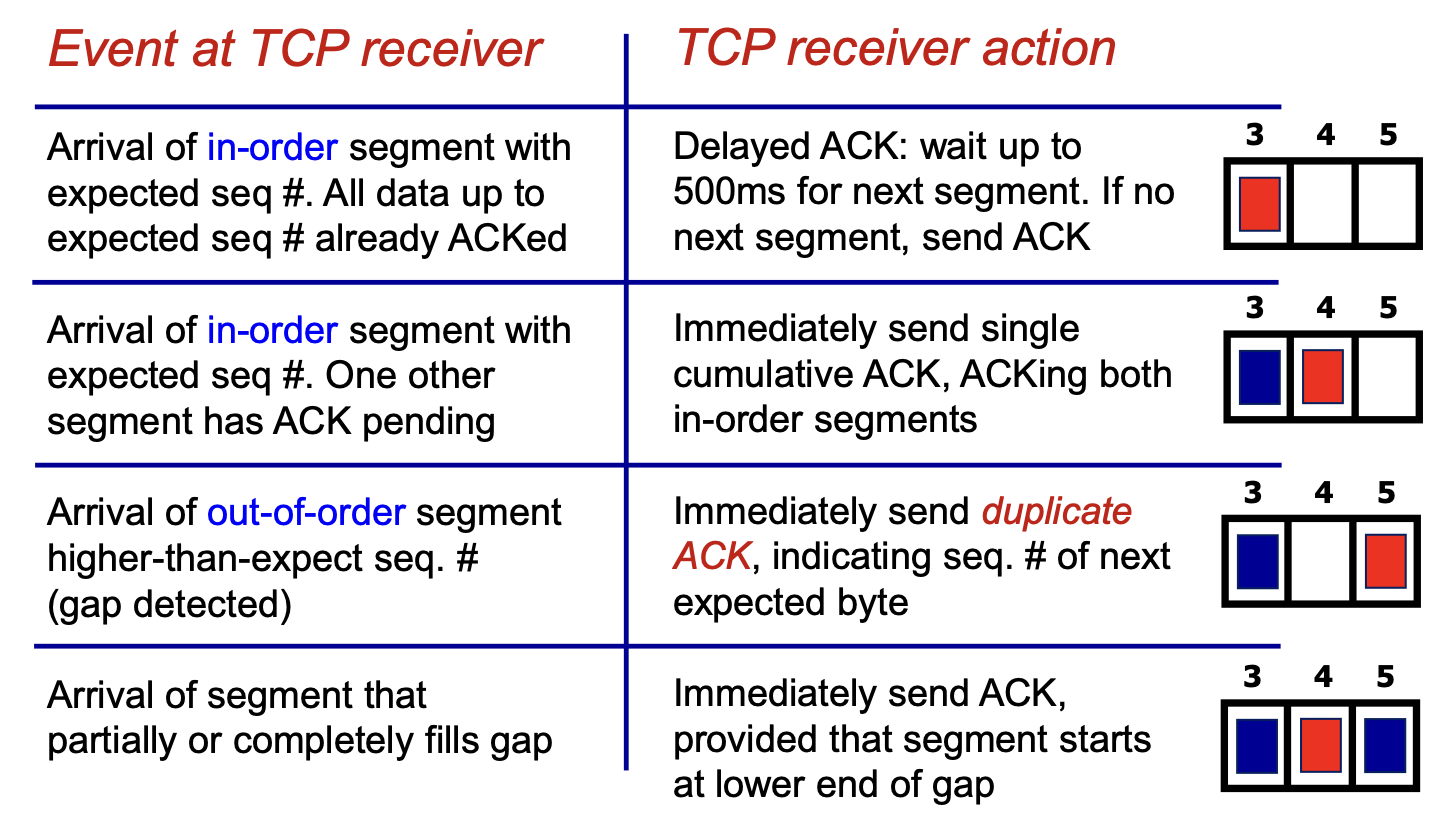 Event at TCP receiver
TCP receiver action
Arrival of in-order segment with
expected seq #. All data up to
expected seq # already ACKed
Delayed ACK: wait up to
500ms for next segment. If no
next segment, send ACK
3 4 5
Arrival of in-order segment with
expected seq #. One other
segment has ACK pending
Immediately send single
cumulative ACK, ACKing both
in-order segments
3 4 5
Arrival of out-of-order segment
higher-than-expect seq. #
(gap detected)
Immediately send duplicate
ACK, indicating seq. # of next
expected byte
3 4 5
Arrival of segment that
partially or completely fills gap
Immediately send ACK,
provided that segment starts
at lower end of gap
3 4 5